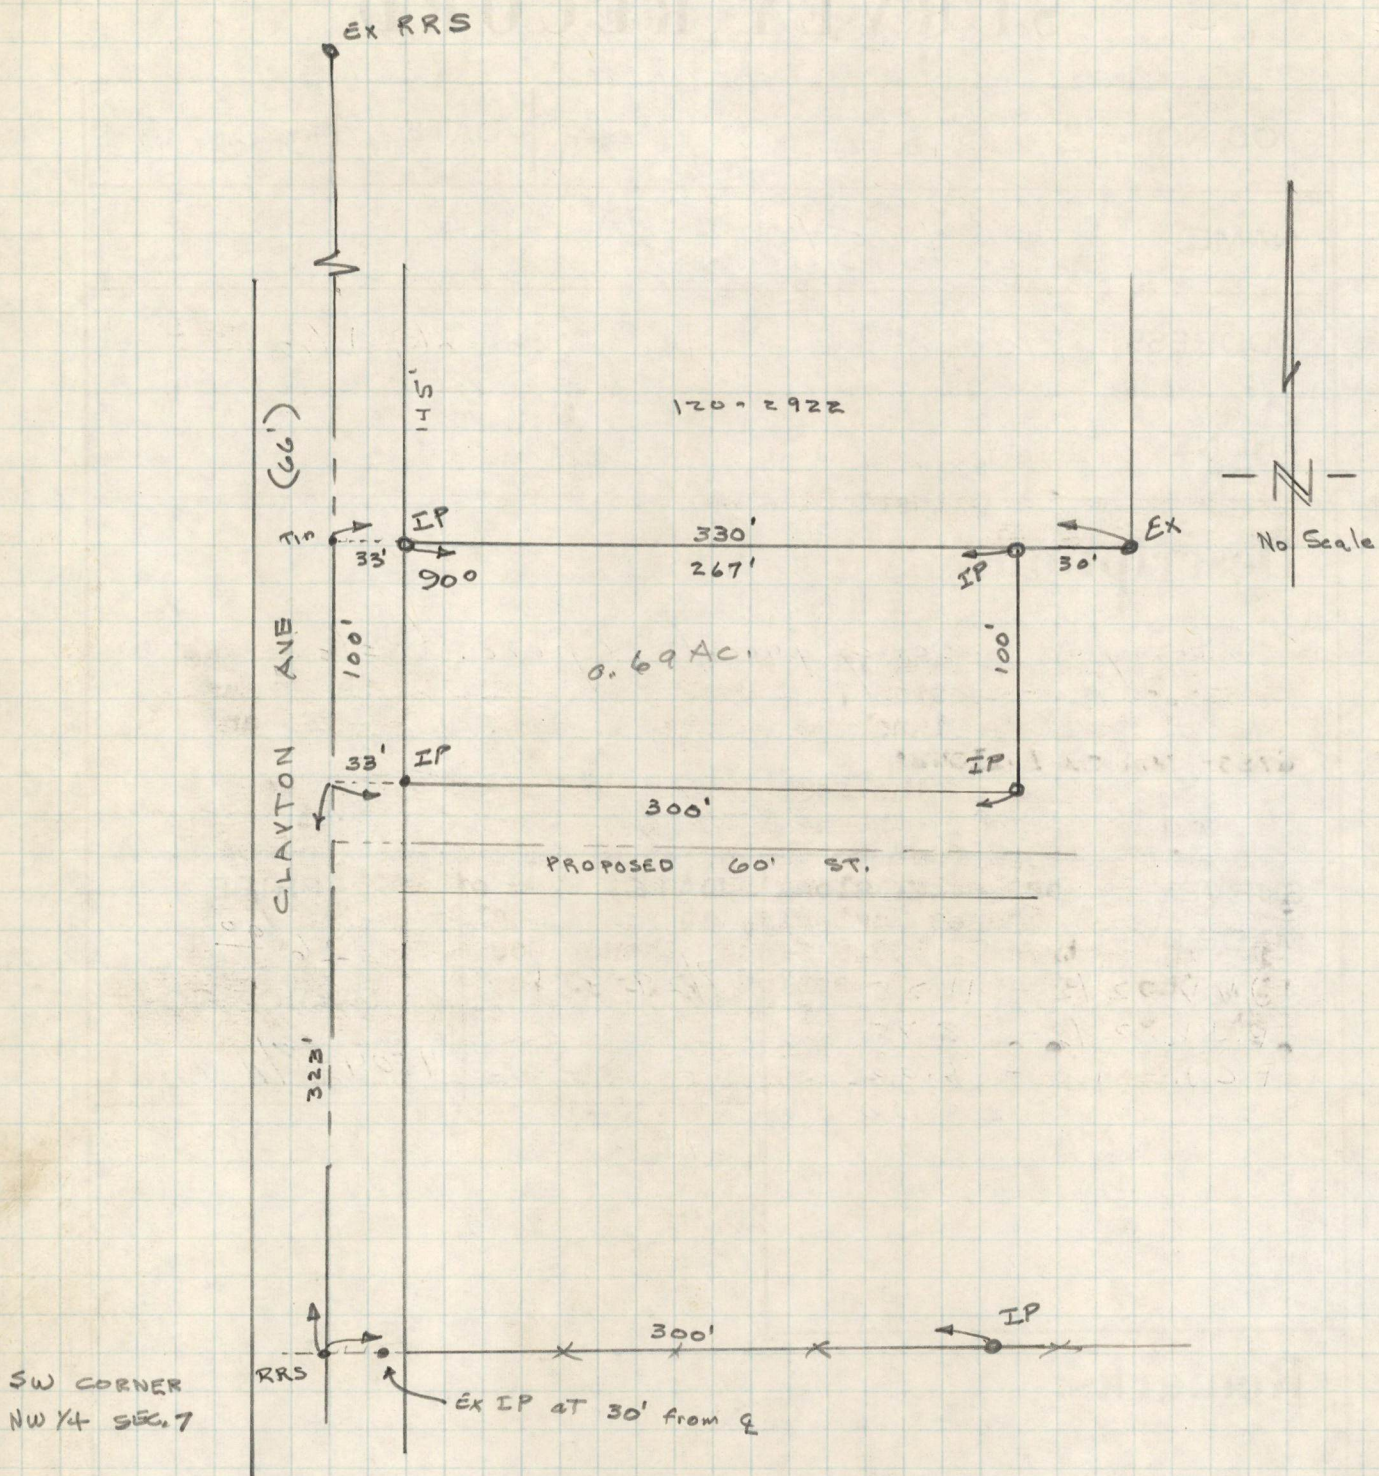 Ex RRS
145'
120-2922
CLAYTON AVE (66')
N
No Scale
IP
33'
90°
330'
267'
IP
30'
Ex
100'
0.69 Ac.
100'
33'
IP
IP
300'
PROPOSED 60' ST.
323'
IP
300'
RRS
SW CORNER
NW 1/4 SEC. 7
Ex IP at 30' from ℄